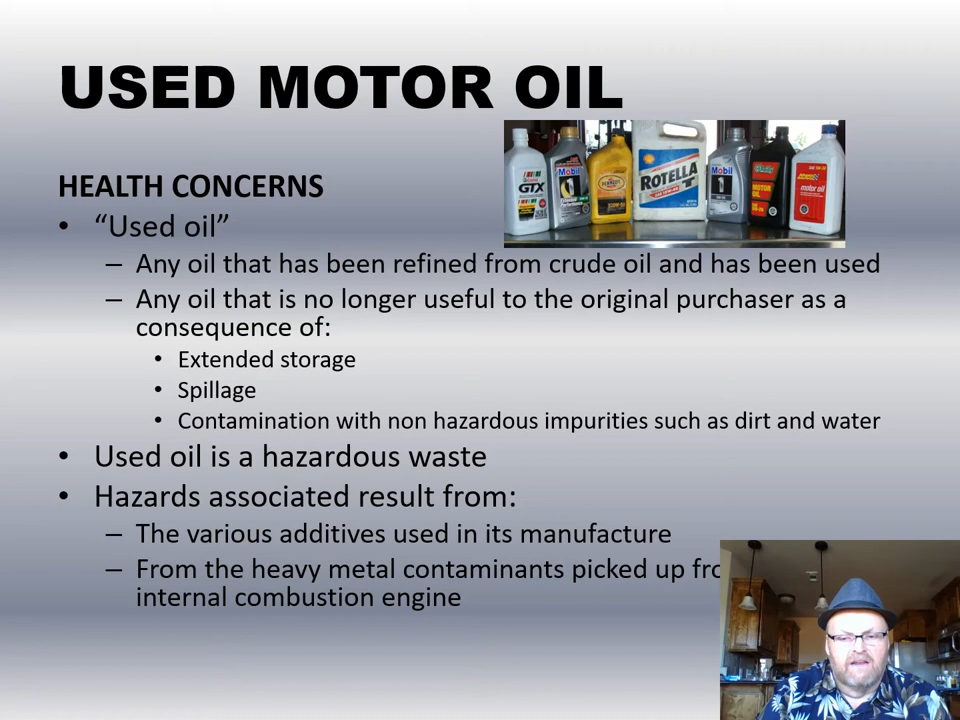 USED MOTOR OIL
HEALTH CONCERNS
• “Used oil”
– Any oil that has been refined from crude oil and has been used
– Any oil that is no longer useful to the original purchaser as a
consequence of:
• Extended storage
• Spillage
• Contamination with non hazardous impurities such as dirt and water
• Used oil is a hazardous waste
• Hazards associated result from:
– The various additives used in its manufacture
– From the heavy metal contaminants picked up
internal combustion engine
GTX
Mobil
ROTELLA
T
Mobil
MOTOR
OIL
motor oil